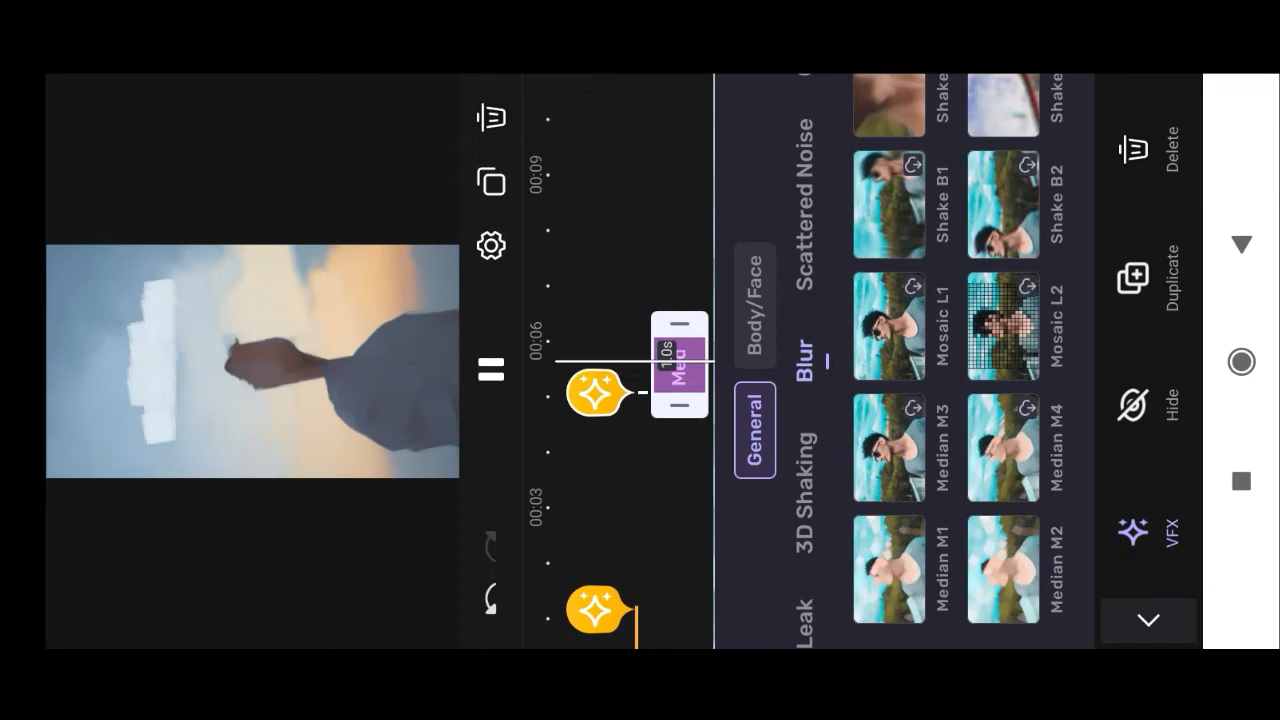 00:03
00:06
00:09
1.0s
Med
General
Body/Face
Leak
3D Shaking
Blur
Scattered Noise
Median M1
Median M3
Mosaic L1
Shake B1
Shake
Median M2
Median M4
Mosaic L2
Shake B2
Shake
VFX
Hide
Duplicate
Delete